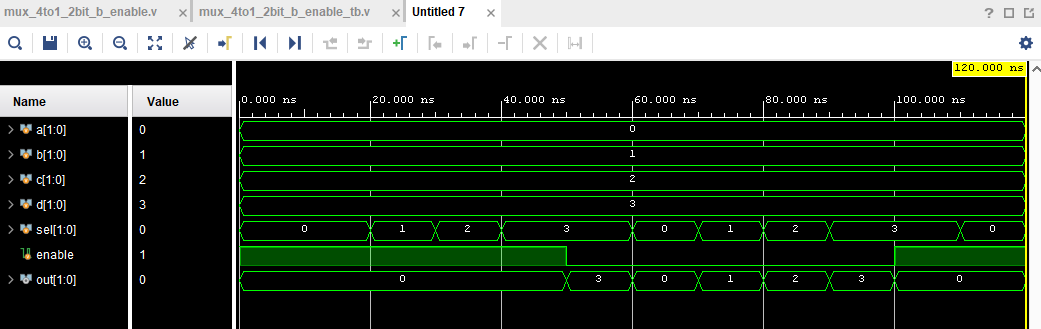 mux_4to1_2bit_b_enable.v × mux_4to1_2bit_b_enable_tb.v × Untitled 7 ×
120.000 ns
Name Value
0.000 ns 20.000 ns 40.000 ns 60.000 ns 80.000 ns 100.000 ns
a[1:0] 0 0
b[1:0] 1 1
c[1:0] 2 2
d[1:0] 3 3
sel[1:0] 0 0 1 2 3 0 1 2 3 0
enable 1
out[1:0] 0 0 3 0 1 2 3 0